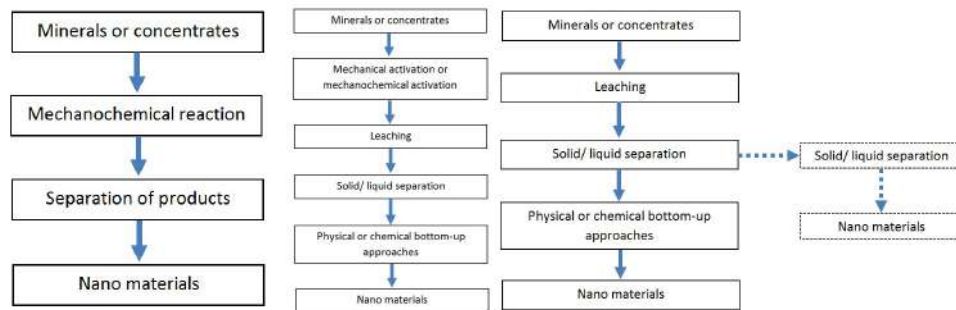 Minerals or concentrates
Mechanochemical reaction
Separation of products
Nano materials
Minerals or concentrates
Mechanical activation or
mechanochemical activation
Leaching
Solid/ liquid separation
Physical or chemical bottom-up
approaches
Nano materials
Minerals or concentrates
Leaching
Solid/ liquid separation
Physical or chemical bottom-up
approaches
Nano materials
Solid/ liquid separation
Nano materials